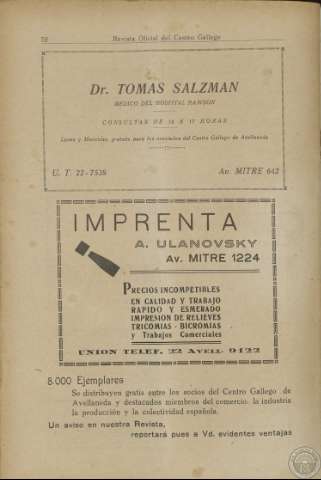 Revista Oficial del Centro Gallego
Dr. TOMAS SALZMAN
MEDICO DEL HOSPITAL RAWSON
CONSULTAS DE 14 A 17 HORAS
Lunes y Miercoles, gratuito para los asociados del Centro Gallego de Avellaneda
U. T. 22-7539
Av. MITRE 642
IMPRENTA
A. ULANOVSKY
Av. MITRE 1224
PRECIOS INCOMPETIBLES
EN CALIDAD Y TRABAJO
RAPIDO Y ESMERADO
IMPRESION DE RELIEVES
TRICOMIAS - BICROMIAS
y Trabajos Comerciales
UNION TELEF. 22 AVELL. 9122
8.000 Ejemplares
Se distribuyen gratis entre los socios del Centro Gallego de
Avellaneda y destacados miembros del comercio, la industria
la producción y la colectividad española.
Un aviso en nuestra Revista,
reportará pues a Vd. evidentes ventajas